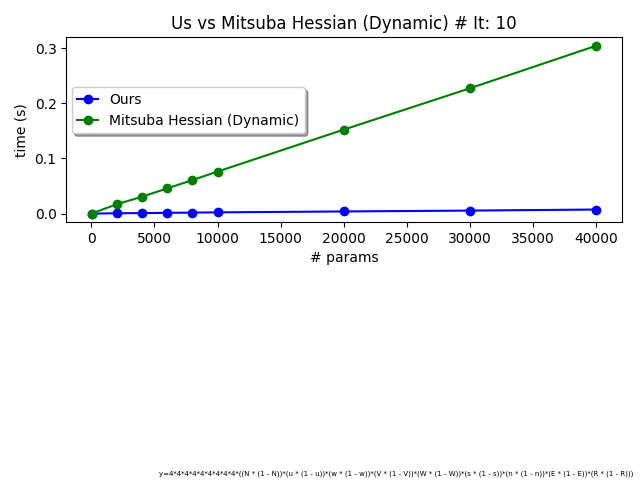 Us vs Mitsuba Hessian (Dynamic) # It: 10
time (s)
0.3
0.2
0.1
0.0
Ours
Mitsuba Hessian (Dynamic)
0 5000 10000 15000 20000 25000 30000 35000 40000
# params
y=4*4*4*4*4*4*4*4*4*((N * (1 - N))*(u * (1 - u))*(w * (1 - w))*(V * (1 - V))*(W * (1 - W))*(s * (1 - s))*(n * (1 - n))*(E * (1 - E))*(R * (1 - R)))